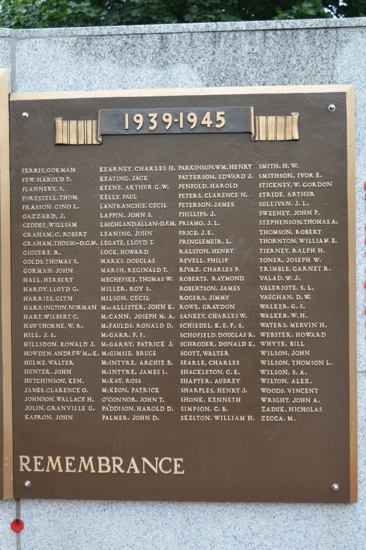 1939-1945
FERRIS, GORMAN
FEW, HAROLD T.
FLANNERY, S.
FORESTELL, THOM.
FRASSON, GINO L.
GAZZARD, J.
GEDDES, WILLIAM
GRAHAM, C. ROBERT
GRAHAM, THOS. W.-D.C.M.
GIGUERE, R.
GOLDS, THOMAS S.
GORMAN, JOHN
HALL, HERBERT
HARDY, LLOYD G.
HARRIES, GLYN
HARRINGTON, NORMAN
HART, WILBERT C.
HAWTHORNE, W. R.
HILL, J. L.
HILLSDON, RONALD J.
HOWDEN, ANDREW McK.
HULME, WALTER
HUNTER, JOHN
HUTCHINSON, KEN.
JAMES, CLARENCE O.
JOHNSON, WALLACE H.
JOLIN, GRANVILLE G.
KAFRON, JOHN
KEARNEY, CHARLES H.
KEATING, JACK
KEENE, ARTHUR G. W.
KELLY, PAUL
LANFRANCHIE, CECIL
LAPPIN, JOHN S.
LAUGHLAND, ALLAN-D.F.M.
LEANING, JOHN
LEGATE, LLOYD T.
LOCK, HOWARD
MARKS, DOUGLAS
MARSH, REGINALD T.
MECHEFSKE, THOMAS W.
MILLER, ROY S.
MILSON, CECIL
MacALLISTER, JOHN K.
McCANN, JOSEPH M. A.
McFAULDS, RONALD D.
McGARR, F. S.
McGARRY, PATRICK J.
McGIMSIE, BRUCE
McINTYRE, ARCHIE B.
McINTYRE, JAMES I.
McKAY, ROSS
McKEON, PATRICK
O'CONNOR, JOHN T.
PADDISON, HAROLD D.
PALMER, JOHN D.
PARKINSON, WM. HENRY
PATTERSON, EDWARD J.
PENFOLD, HAROLD
PETERS, CLARENCE N.
PETERSON, JAMES
PHILLIPS, J.
PRIAMO, J. L.
PRICE, J. E.
PRINGLEMEIR, L.
RALSTON, HENRY
REVELL, PHILIP
RIVAZ, CHARLES S.
ROBERTS, RAYMOND
ROBERTSON, JAMES
ROGERS, JIMMY
ROWE, GRAYDON
SANKEY, CHARLES W.
SCHIEDEL, K. E. F. S.
SCHOFIELD, DOUGLAS R.
SCHRODER, DONALD K.
SCOTT, WALTER
SEARLE, CHARLES
SHACKLETON, C. E.
SHAPTER, AUBREY
SHARPLES, HENRY J.
SHONK, KENNETH
SIMPSON, C. B.
SKELTON, WILLIAM H.
SMITH, H. W.
SMITHSON, IVOR E.
STICKNEY, W. GORDON
STRIDE, ARTHUR
SULLIVAN, J. L.
SWEENEY, JOHN F.
STEPHENSON, THOMAS A.
THOMSON, ROBERT
THORNTON, WILLIAM E.
TIERNEY, RALPH H.
TONER, JOSEPH W.
TRIMBLE, GARNET R.
VALAD, W. J.
VALERIOTE, S. L.
VAUGHAN, D. W.
WALKER, G. S.
WALKER, W. H.
WATERS, MERVIN H.
WEBSTER, HOWARD
WHYTE, BILL
WILSON, JOHN
WILSON, THOMSON L.
WILSON, S. A.
WILTON, ALEX.
WOODS, VINCENT
WRIGHT, JOHN A.
ZADUK, NICHOLAS
ZECCA, M.
REMEMBRANCE